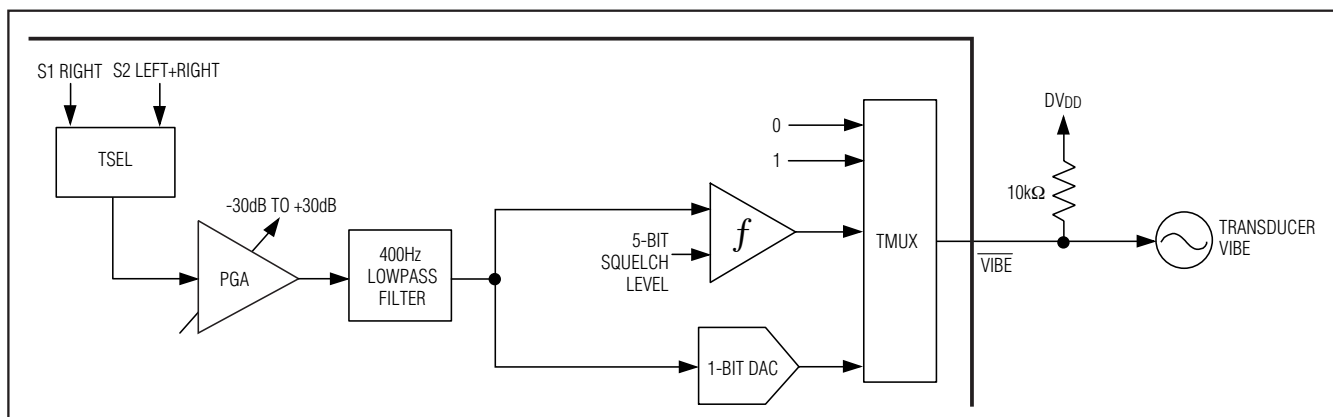 S1 RIGHT
S2 LEFT+RIGHT
TSEL
-30dB TO +30dB
PGA
400Hz
LOWPASS
FILTER
0
1
5-BIT
SQUELCH
LEVEL
f
1-BIT DAC
TMUX
VIBE
DVDD
10kΩ
TRANSDUCER
VIBE